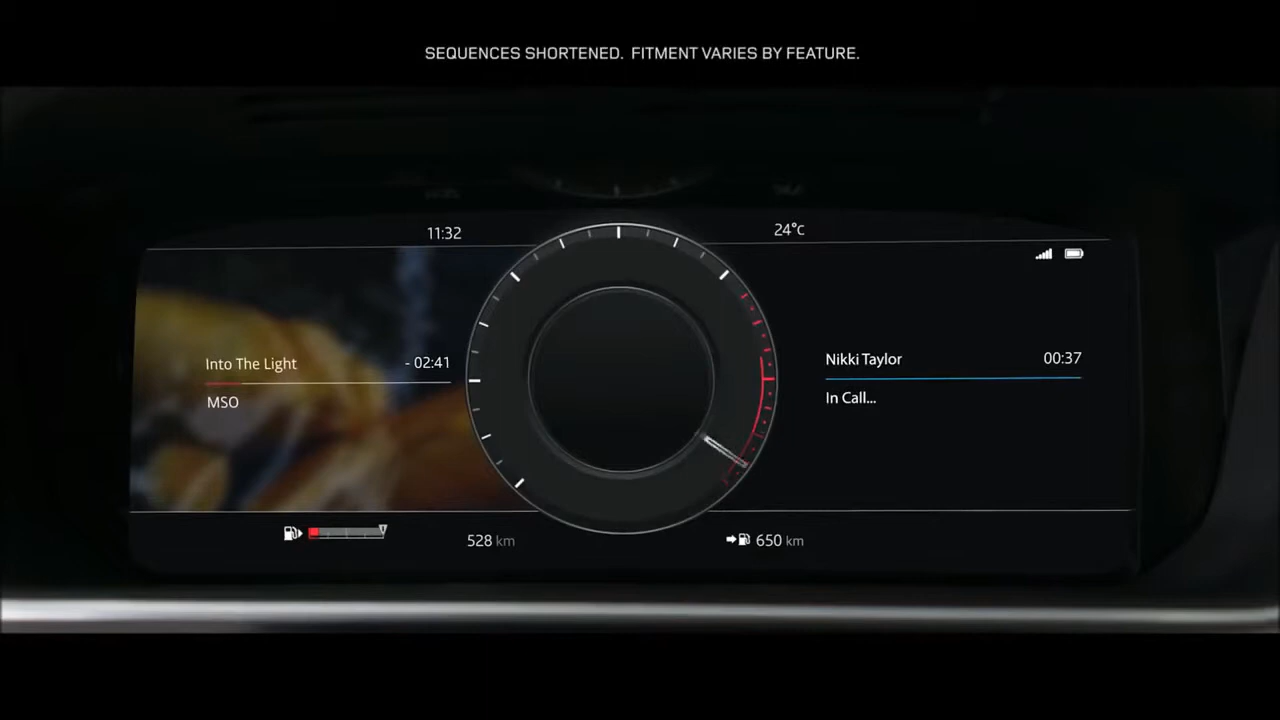 SEQUENCES SHORTENED. FITMENT VARIES BY FEATURE.
11:32
24°c
Into The Light - 02:41
MSO
Nikki Taylor 00:37
In Call...
528 km
650 km